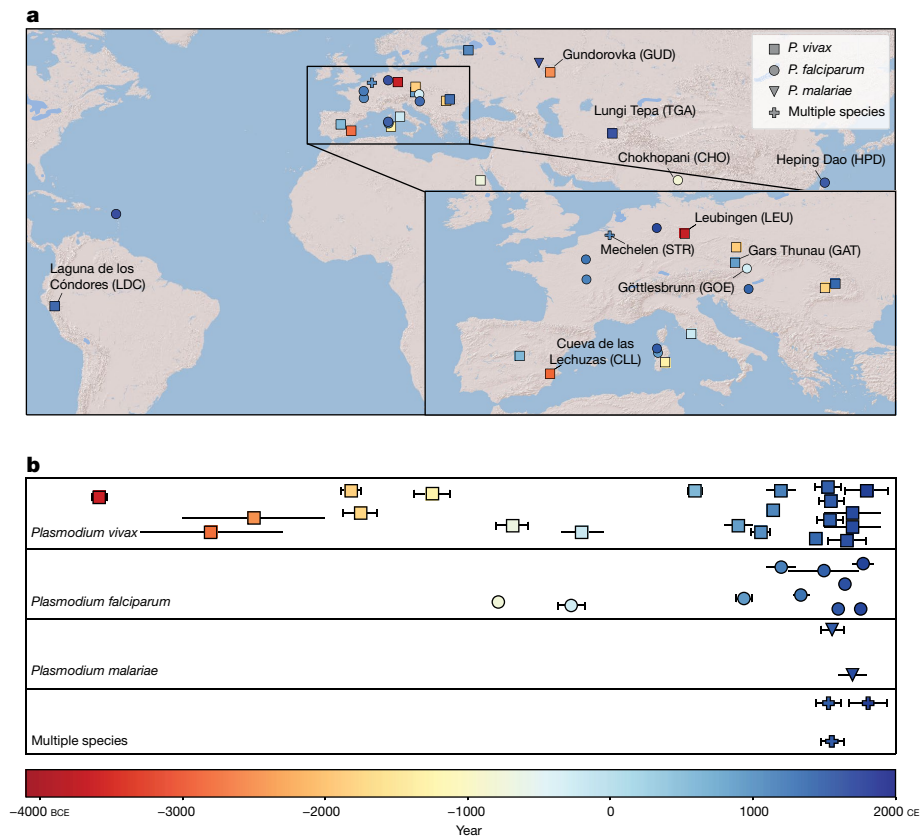 a
Gundorovka (GUD)
P. vivax
P. falciparum
P. malariae
Multiple species
Lungi Tepa (TGA)
Chokhopani (CHO)
Heping Dao (HPD)
Laguna de los
Cóndores (LDC)
Leubingen (LEU)
Mechelen (STR)
Gars Thunau (GAT)
Göttlesbrunn (GOE)
Cueva de las
Lechuzas (CLL)
b
Plasmodium vivax
Plasmodium falciparum
Plasmodium malariae
Multiple species
−4000 BCE
−3000
−2000
−1000
0
1000
2000 CE
Year